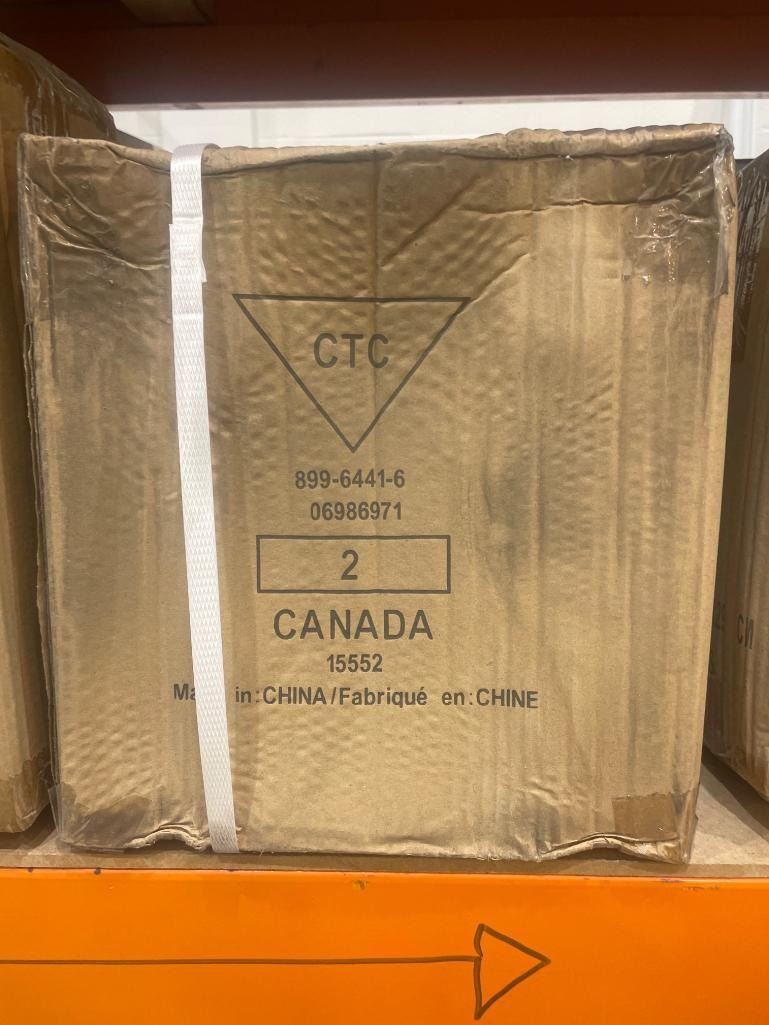 CTC
899-6441-6
06986971
2
CANADA
15552
in:CHINA/Fabriqué en:CHINE